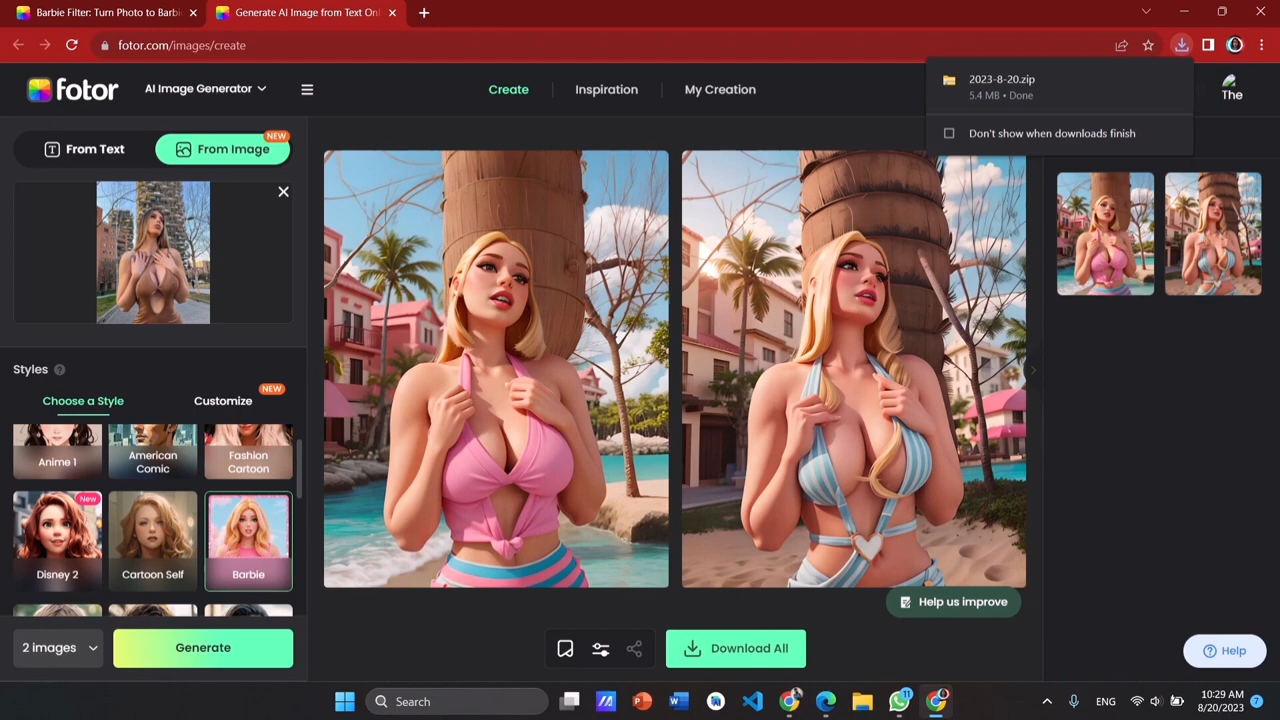 Barbie Filter: Turn Photo to Barbi
Generate AI Image from Text Onl
fotor.com/images/create
fotor
AI Image Generator
Create
Inspiration
My Creation
2023-8-20.zip
5.4 MB • Done
Don't show when downloads finish
The
From Text
From Image
NEW
Styles
?
Choose a Style
Customize
NEW
Anime 1
American
Comic
Fashion
Cartoon
New
Disney 2
Cartoon Self
Barbie
2 images
Generate
Help us improve
Download All
Help
Search
11
ENG
10:29 AM
8/20/2023
7